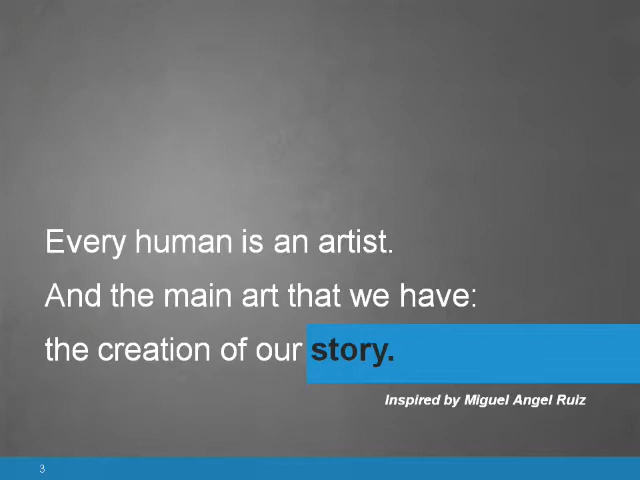 Every human is an artist.
And the main art that we have:
the creation of our story.
Inspired by Miguel Angel Ruiz
3